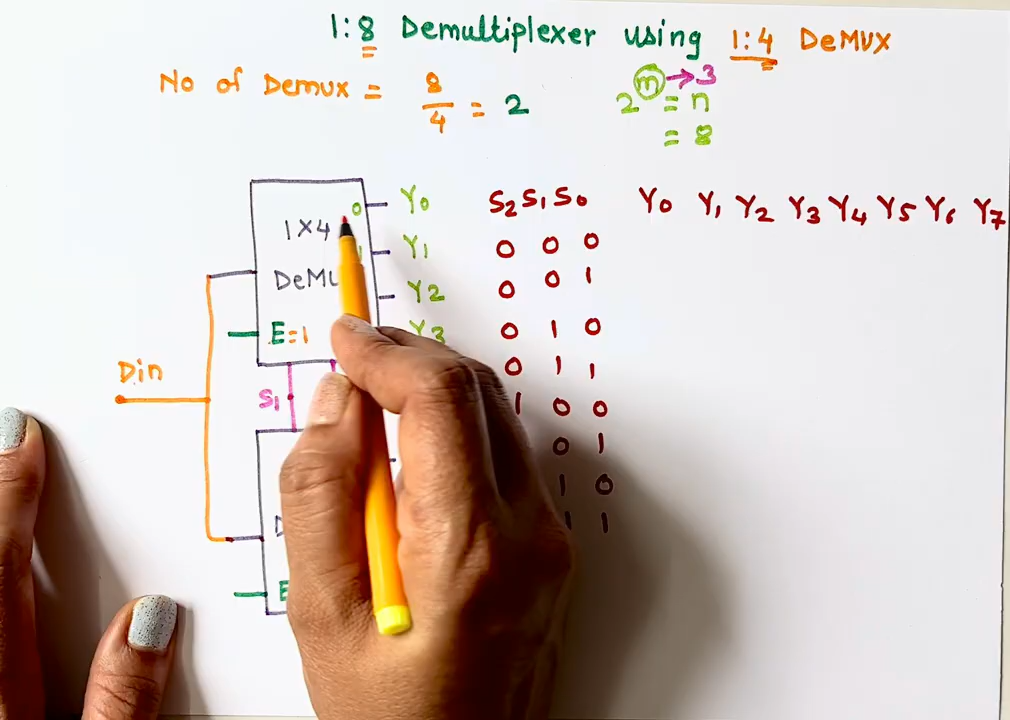 1:8 Demultiplexer using 1:4 DeMUX
No of Demux = 8/4 = 2
2^m → 3
= n
= 8
1X4
E=1
Din
S1
0
Y0
Y1
Y2
Y3
S2 S1 S0 Y0 Y1 Y2 Y3 Y4 Y5 Y6 Y7
0 0 0
0 0 1
0 1 0
0 1 1
1 0 0
0 1
1 0
1 1